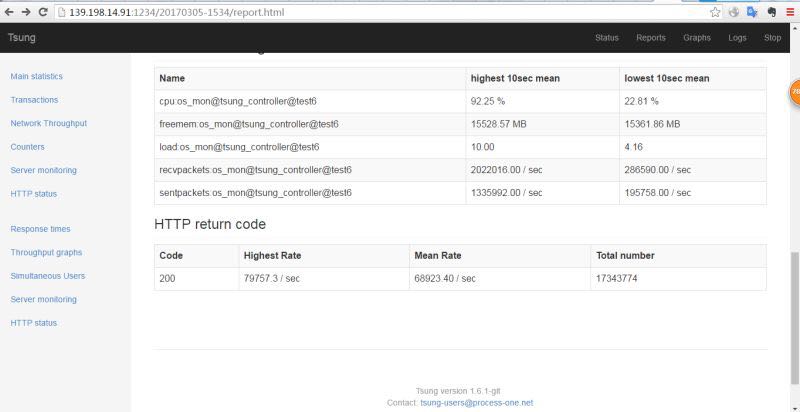 139.198.14.91:1234/20170305-1534/report.html
Tsung Status Reports Graphs Logs Stop
Main statistics
Transactions
Network Throughput
Counters
Server monitoring
HTTP status
Response times
Throughput graphs
Simultaneous Users
Server monitoring
HTTP status
Name highest 10sec mean lowest 10sec mean
cpu:os_mon@tsung_controller@test6 92.25 % 22.81 %
freemem:os_mon@tsung_controller@test6 15528.57 MB 15361.86 MB
load:os_mon@tsung_controller@test6 10.00 4.16
recvpackets:os_mon@tsung_controller@test6 2022016.00 / sec 286590.00 / sec
sentpackets:os_mon@tsung_controller@test6 1335992.00 / sec 195758.00 / sec
HTTP return code
Code Highest Rate Mean Rate Total number
200 79757.3 / sec 68923.40 / sec 17343774
Tsung version 1.6.1-git
Contact: tsung-users@process-one.net